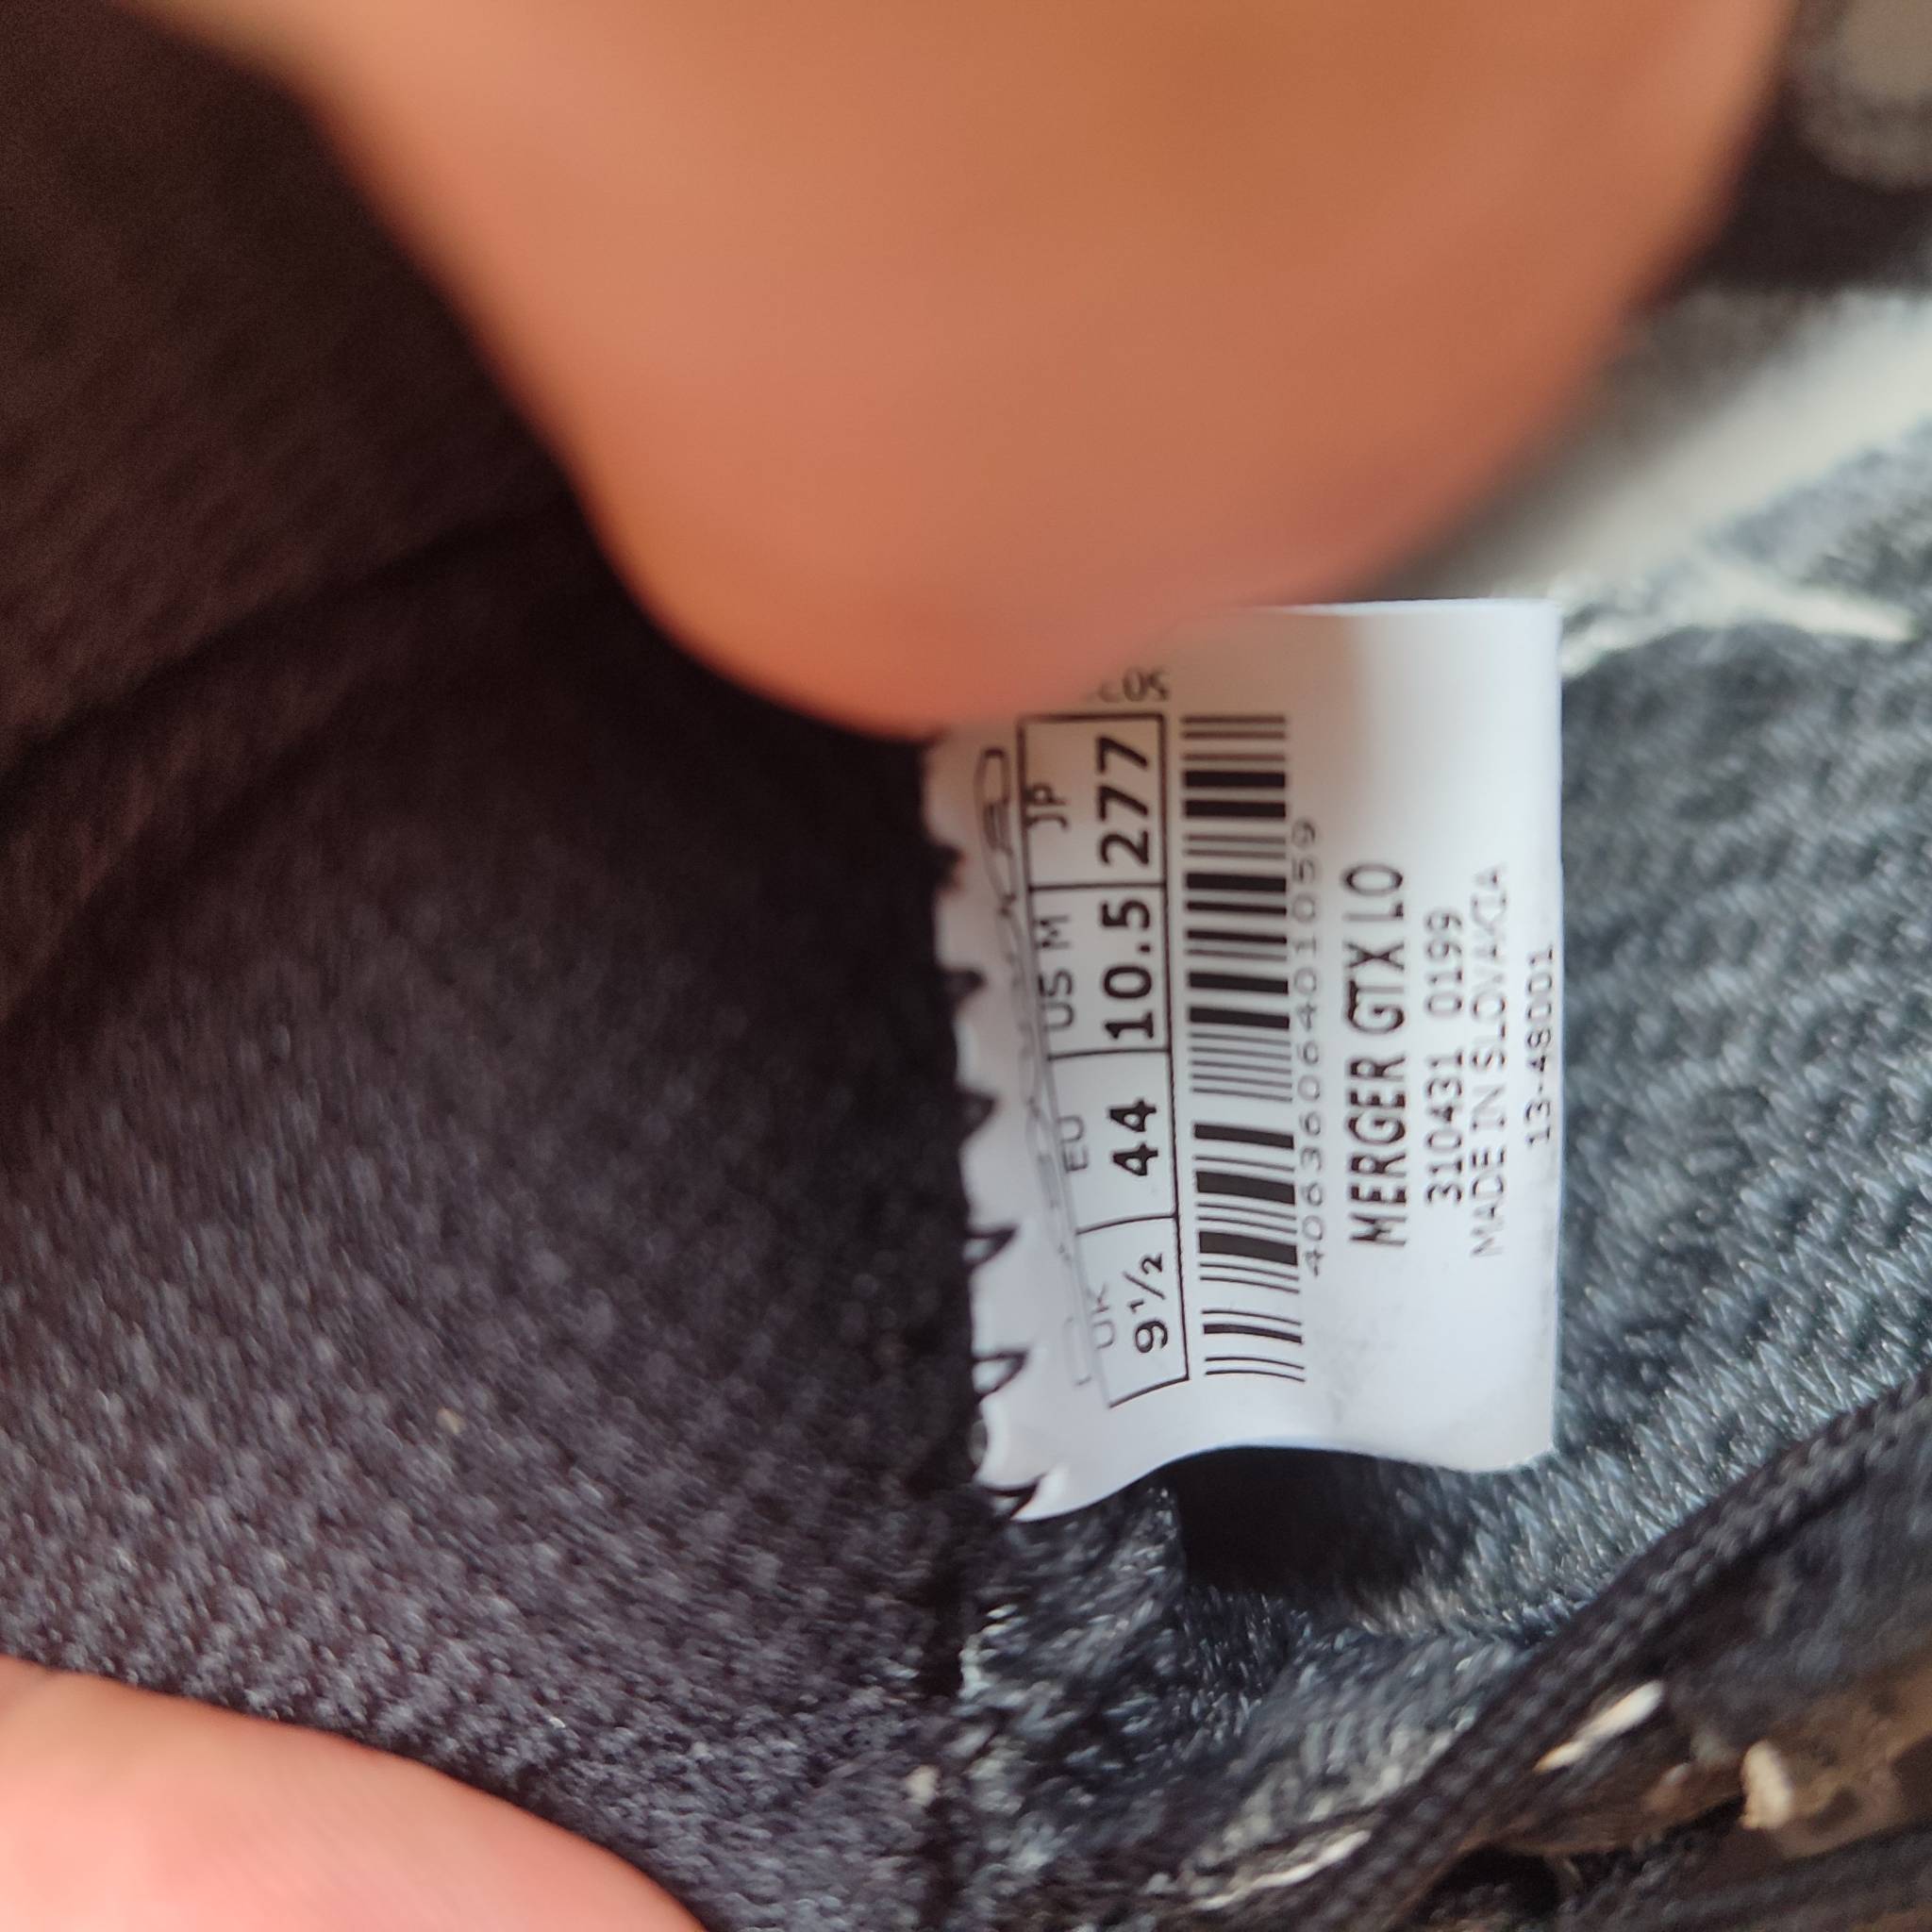 UK EU US M JP
9½ 44 10.5 277
4063606401059
MERGER GTX LO
310431 0199
MADE IN SLOVAKIA
13-48001